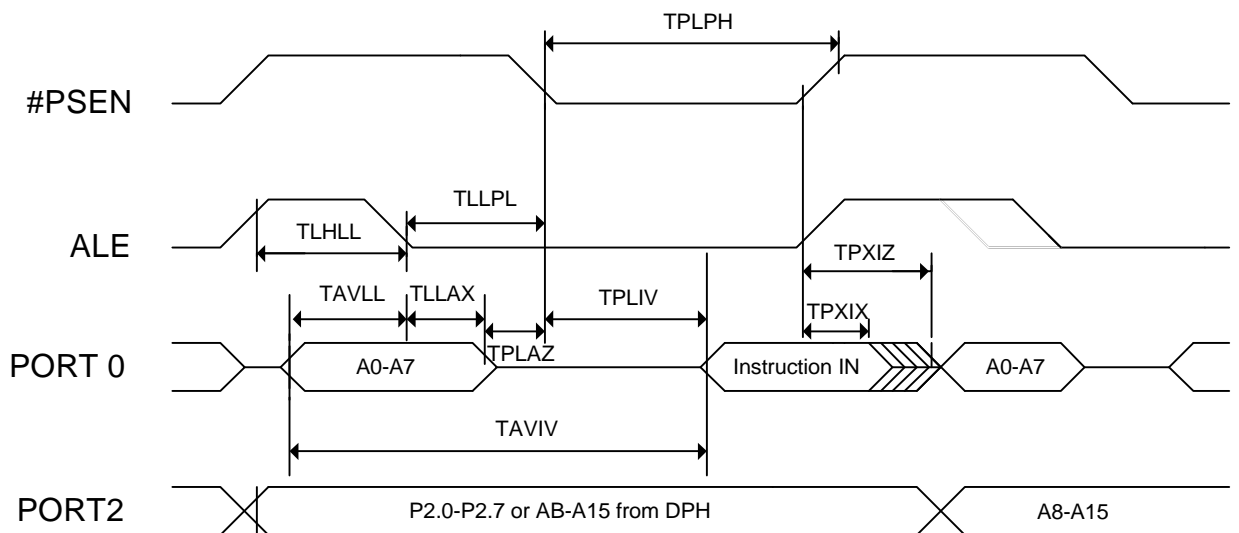 TPLPH
#PSEN
TLLPL
ALE
TLHLL
TPXIZ
TAVLL
TLLAX
TPLIV
TPXIX
TPLAZ
PORT 0
A0-A7
Instruction IN
A0-A7
TAVIV
PORT2
P2.0-P2.7 or AB-A15 from DPH
A8-A15